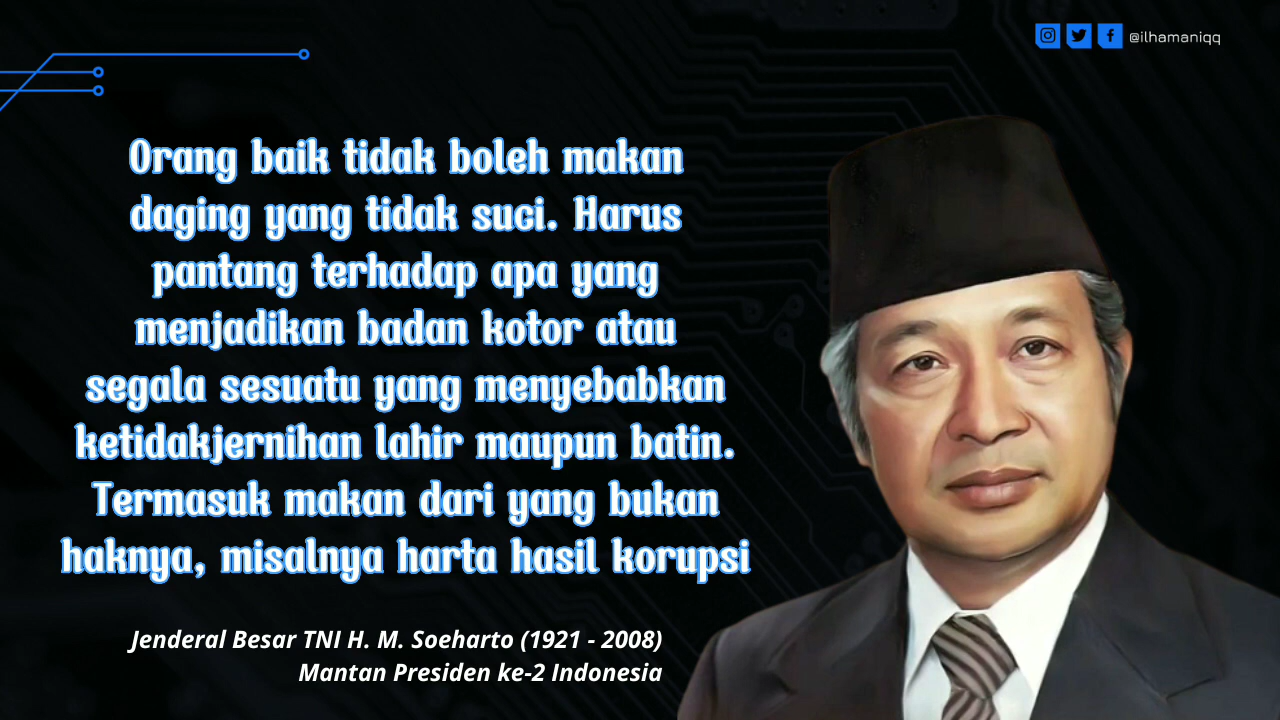 @ilhamaniqq
Orang baik tidak boleh makan
daging yang tidak suci. Harus
pantang terhadap apa yang
menjadikan badan kotor atau
segala sesuatu yang menyebabkan
ketidakjernihan lahir maupun batin.
Termasuk makan dari yang bukan
haknya, misalnya harta hasil korupsi
Jenderal Besar TNI H. M. Soeharto (1921 - 2008)
Mantan Presiden ke-2 Indonesia